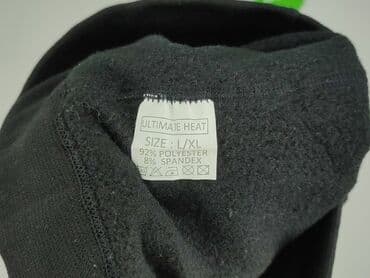 ULTIMATE HEAT
SIZE : L/XL
92% POLYESTER
8% SPANDEX